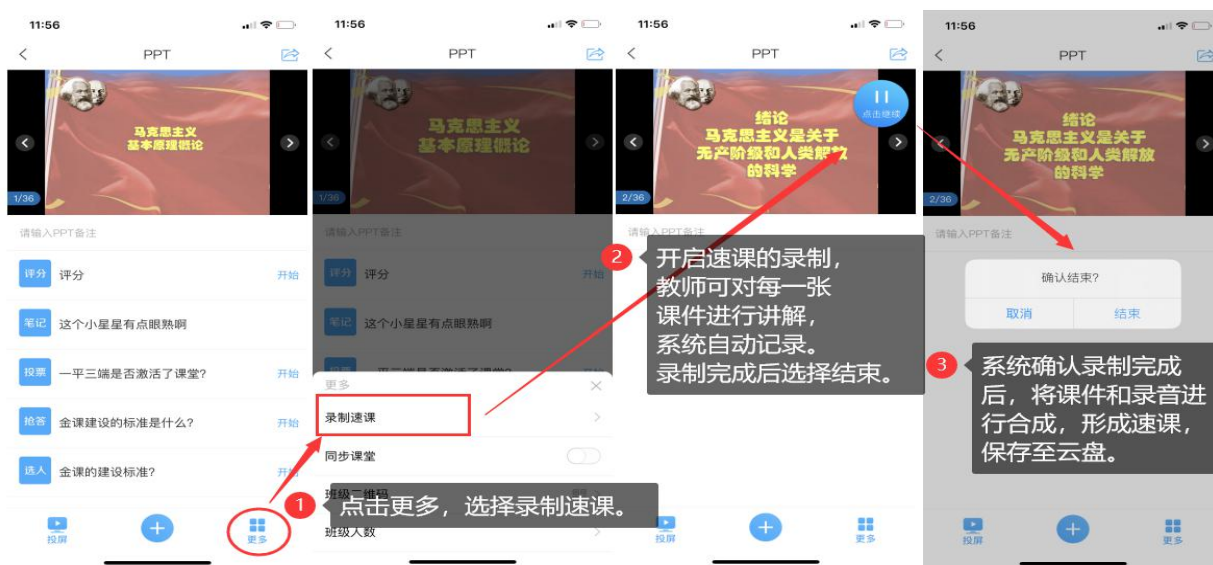 11:56
PPT
马克思主义
基本原理概论
1/36
请输入PPT备注
评分 评分 开始
笔记 这个小星星有点眼熟啊
投票 一平三端是否激活了课堂? 开始
抢答 金课建设的标准是什么? 开始
选人 金课的建设标准? 开始
投屏
更多
11:56
PPT
马克思主义
基本原理概论
1/36
请输入PPT备注
评分 评分 开始
笔记 这个小星星有点眼熟啊
更多
录制速课
同步课堂
班级二维码
班级人数
1 点击更多，选择录制速课。
11:56
PPT
点击继续
绪论
马克思主义是关于
无产阶级和人类解放
的科学
2/36
请输入PPT备注
2 开启速课的录制，
教师可对每一张
课件进行讲解，
系统自动记录。
录制完成后选择结束。
投屏
更多
11:56
PPT
绪论
马克思主义是关于
无产阶级和人类解放
的科学
2/36
请输入PPT备注
确认结束?
取消 结束
3 系统确认录制完成
后，将课件和录音进
行合成，形成速课，
保存至云盘。
投屏
更多